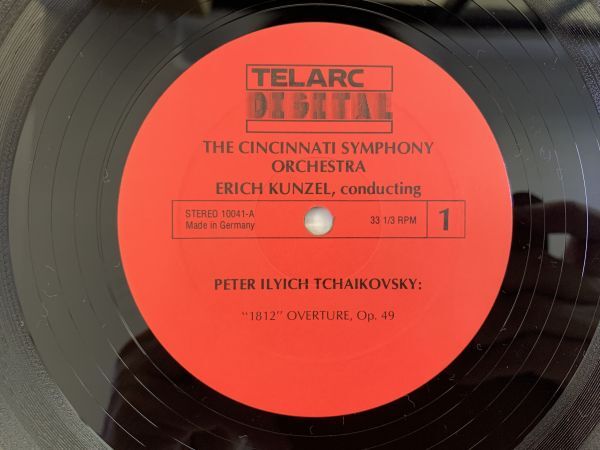 TELARC
DIGITAL
THE CINCINNATI SYMPHONY
ORCHESTRA
ERICH KUNZEL, conducting
STEREO 10041-A
Made in Germany
33 1/3 RPM
1
PETER ILYICH TCHAIKOVSKY:
"1812" OVERTURE, Op. 49